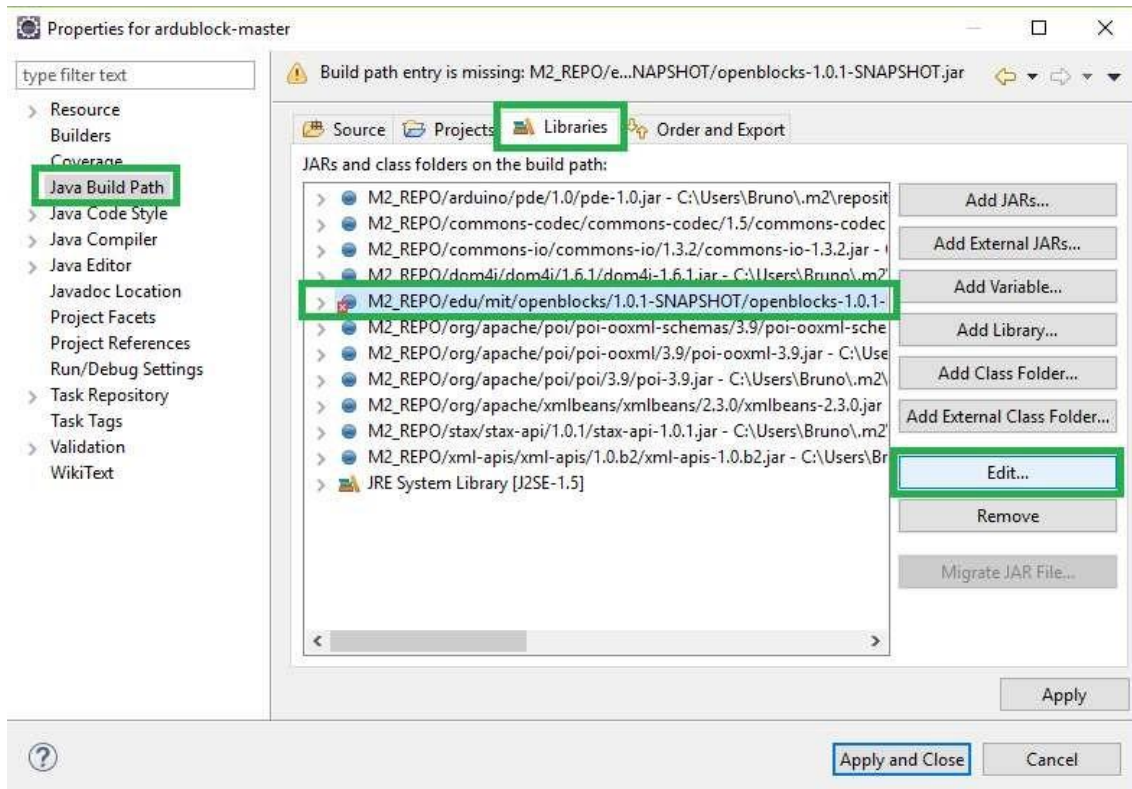 Properties for ardublock-master
type filter text
Resource
Builders
Coverage
Java Build Path
Java Code Style
Java Compiler
Java Editor
Javadoc Location
Project Facets
Project References
Run/Debug Settings
Task Repository
Task Tags
Validation
WikiText
Build path entry is missing: M2_REPO/e...NAPSHOT/openblocks-1.0.1-SNAPSHOT.jar
Source Projects Libraries Order and Export
JARs and class folders on the build path:
M2_REPO/arduino/pde/1.0/pde-1.0.jar - C:\Users\Bruno\.m2\reposit
M2_REPO/commons-codec/commons-codec/1.5/commons-codec
M2_REPO/commons-io/commons-io/1.3.2/commons-io-1.3.2.jar -
M2_REPO/dom4j/dom4j/1.6.1/dom4j-1.6.1.jar - C:\Users\Bruno\.m2
M2_REPO/edu/mit/openblocks/1.0.1-SNAPSHOT/openblocks-1.0.1-
M2_REPO/org/apache/poi/poi-ooxml-schemas/3.9/poi-ooxml-sche
M2_REPO/org/apache/poi/poi-ooxml/3.9/poi-ooxml-3.9.jar - C:\Use
M2_REPO/org/apache/poi/poi/3.9/poi-3.9.jar - C:\Users\Bruno\.m2\
M2_REPO/org/apache/xmlbeans/xmlbeans/2.3.0/xmlbeans-2.3.0.jar
M2_REPO/stax/stax-api/1.0.1/stax-api-1.0.1.jar - C:\Users\Bruno\.m2
M2_REPO/xml-apis/xml-apis/1.0.b2/xml-apis-1.0.b2.jar - C:\Users\Br
JRE System Library [J2SE-1.5]
Add JARs...
Add External JARs...
Add Variable...
Add Library...
Add Class Folder...
Add External Class Folder...
Edit...
Remove
Migrate JAR File...
Apply
Apply and Close
Cancel